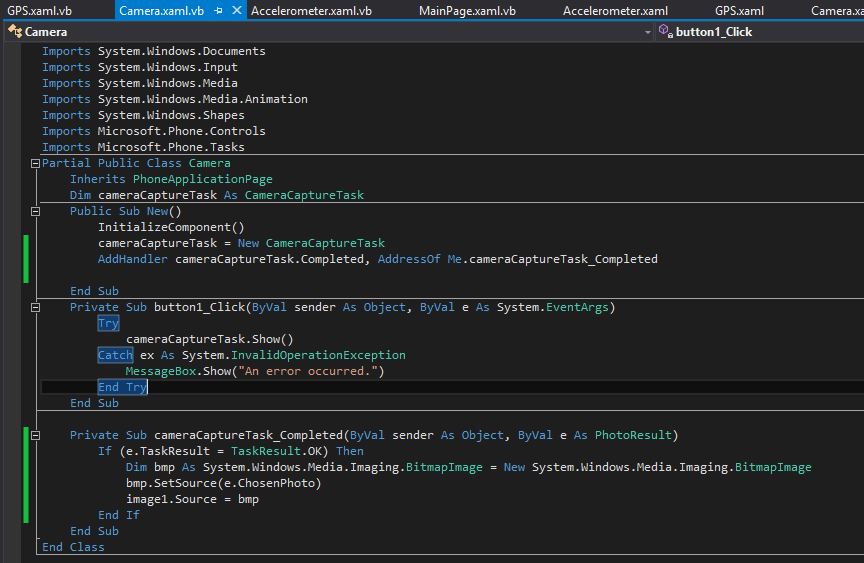 GPS.xaml.vb Camera.xaml.vb Accelerometer.xaml.vb MainPage.xaml.vb Accelerometer.xaml GPS.xaml Camera.xa
Camera button1_Click
Imports System.Windows.Documents
Imports System.Windows.Input
Imports System.Windows.Media
Imports System.Windows.Media.Animation
Imports System.Windows.Shapes
Imports Microsoft.Phone.Controls
Imports Microsoft.Phone.Tasks
Partial Public Class Camera
    Inherits PhoneApplicationPage
    Dim cameraCaptureTask As CameraCaptureTask
    Public Sub New()
        InitializeComponent()
        cameraCaptureTask = New CameraCaptureTask
        AddHandler cameraCaptureTask.Completed, AddressOf Me.cameraCaptureTask_Completed
    End Sub
    Private Sub button1_Click(ByVal sender As Object, ByVal e As System.EventArgs)
        Try
            cameraCaptureTask.Show()
        Catch ex As System.InvalidOperationException
            MessageBox.Show("An error occurred.")
        End Try
    End Sub
    Private Sub cameraCaptureTask_Completed(ByVal sender As Object, ByVal e As PhotoResult)
        If (e.TaskResult = TaskResult.OK) Then
            Dim bmp As System.Windows.Media.Imaging.BitmapImage = New System.Windows.Media.Imaging.BitmapImage
            bmp.SetSource(e.ChosenPhoto)
            image1.Source = bmp
        End If
    End Sub
End Class